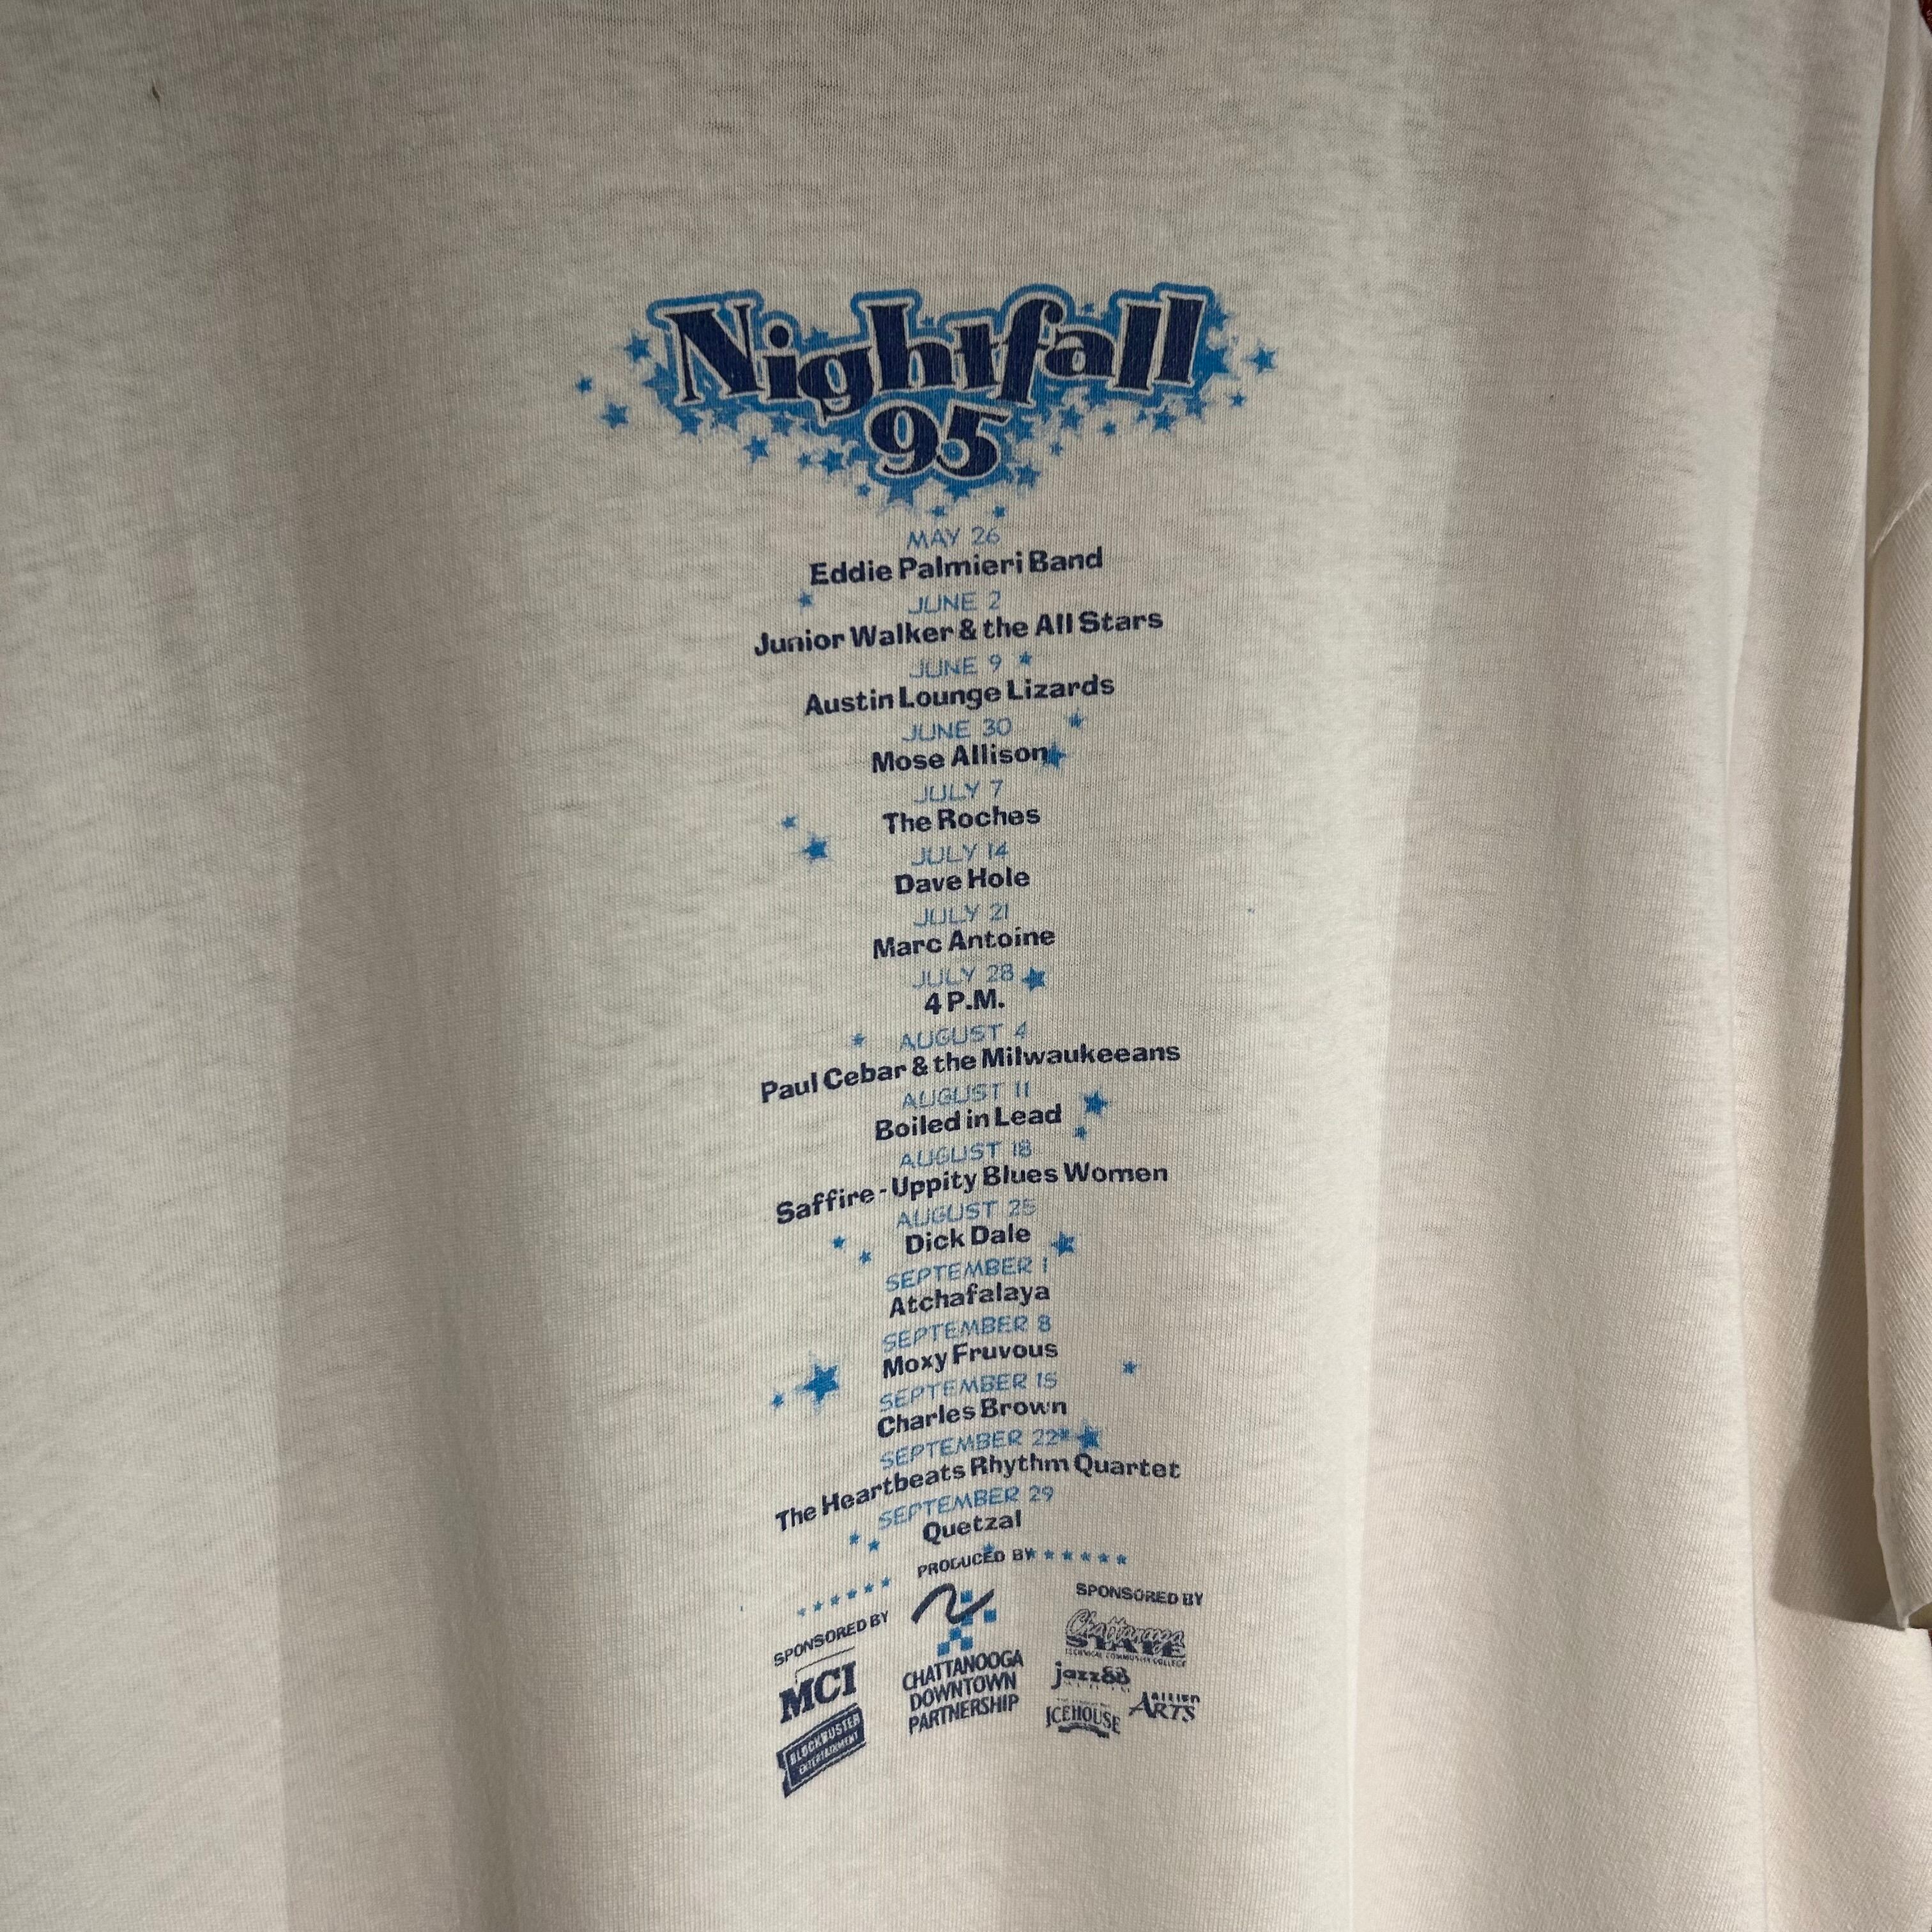 Nightfall
95
MAY 26
Eddie Palmieri Band
JUNE 2
Junior Walker & the All Stars
JUNE 9
Austin Lounge Lizards
JUNE 30
Mose Allison
JULY 7
The Roches
JULY 14
Dave Hole
JULY 21
Marc Antoine
JULY 28
4 P.M.
AUGUST 4
Paul Cebar & the Milwaukeeans
AUGUST 11
Boiled in Lead
AUGUST 18
Saffire - Uppity Blues Women
AUGUST 25
Dick Dale
SEPTEMBER 1
Atchafalaya
SEPTEMBER 8
Moxy Fruvous
SEPTEMBER 15
Charles Brown
SEPTEMBER 22
The Heartbeats Rhythm Quartet
SEPTEMBER 29
Quetzal
PRODUCED BY
CHATTANOOGA
DOWNTOWN
PARTNERSHIP
SPONSORED BY
MCI
BLOCKBUSTER
ENTERTAINMENT
SPONSORED BY
Chattanooga
STATE
TECHNICAL COMMUNITY COLLEGE
jazz88
ICEHOUSE
ALLIED
ARTS